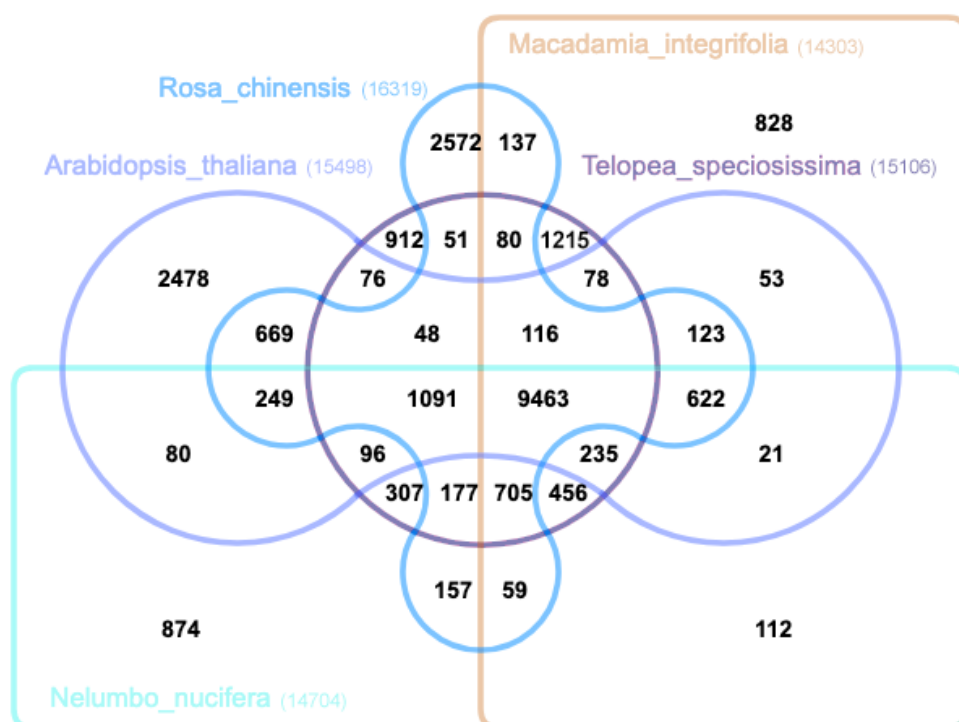 Macadamia_integrifolia (14303)
Rosa_chinensis (16319)
828
2572 137
Arabidopsis_thaliana (15498)
Telopea_speciosissima (15106)
912 51 80 1215
2478 76 78 53
669 48 116 123
249 1091 9463 622
80 96 235 21
307 177 705 456
157 59
874 112
Nelumbo_nucifera (14704)